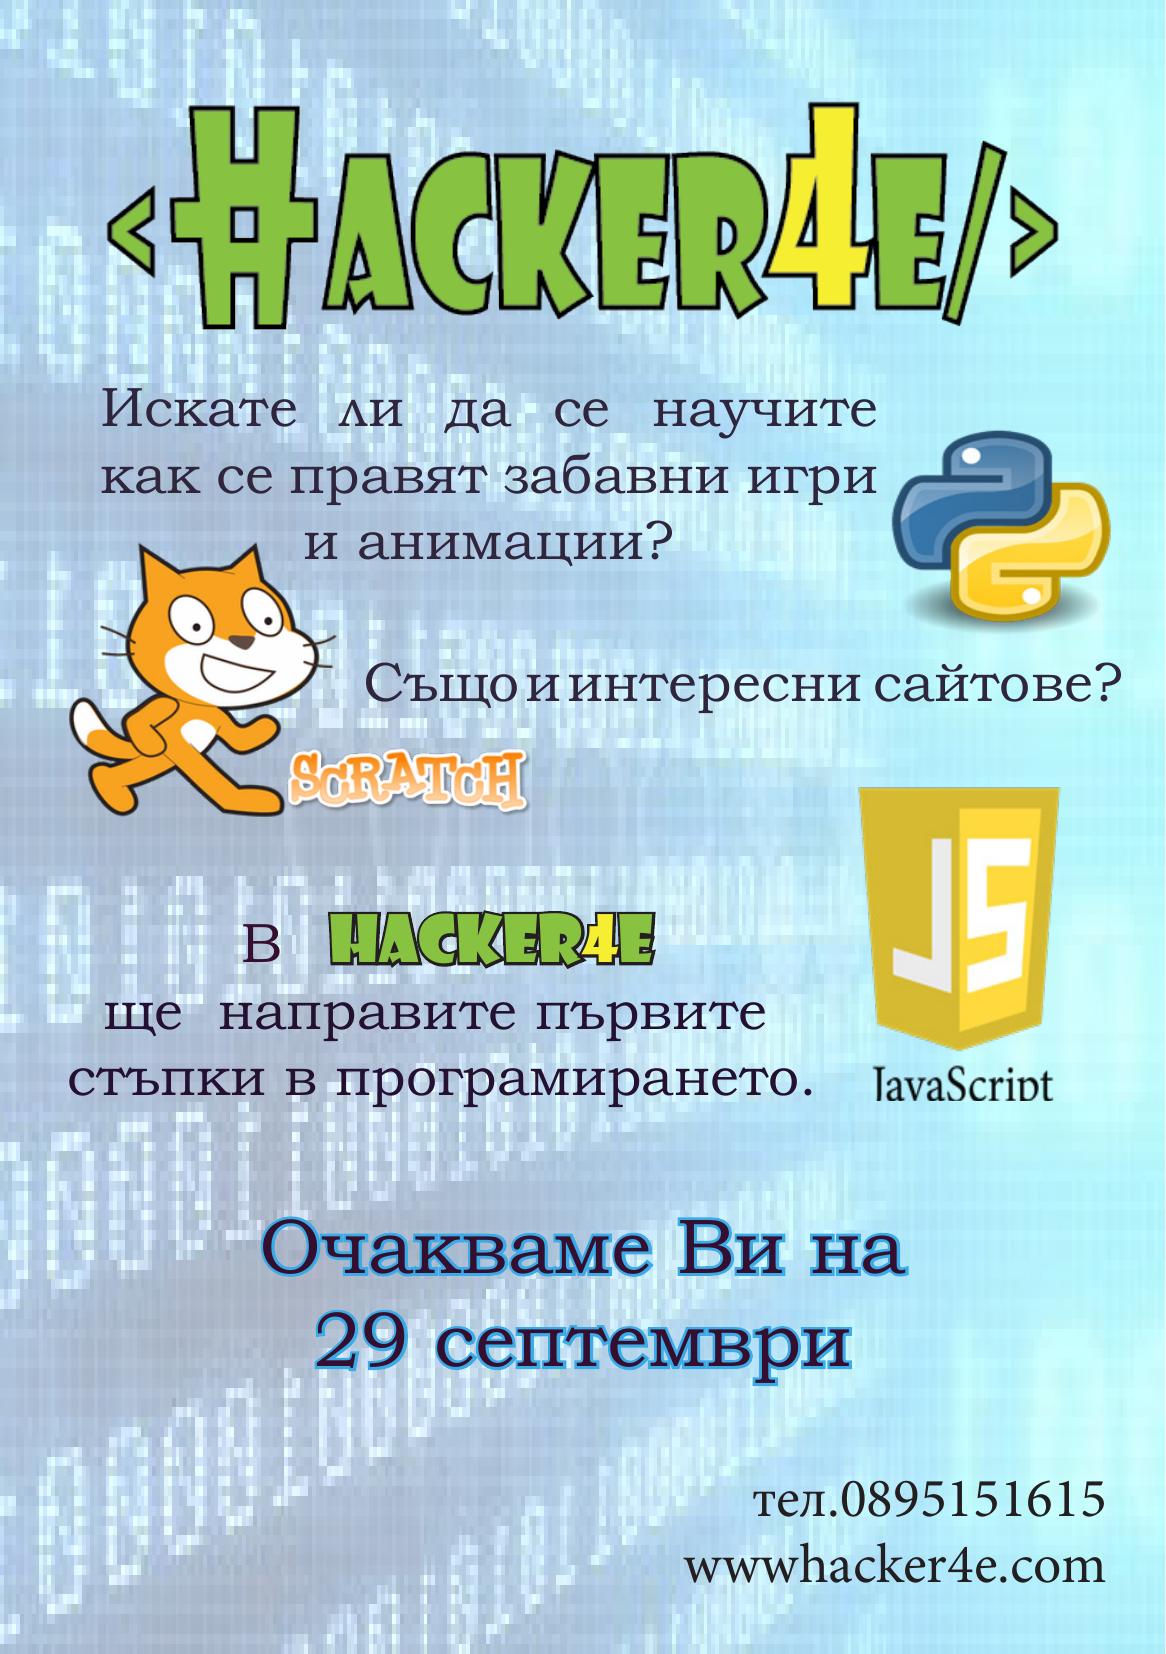 <HACKER4E/>
Искате ли да се научите
как се правят забавни игри
и анимации?
Също и интересни сайтове?
SCRATCH
JS
В HACKER4E
ще направите първите
стъпки в програмирането.
JavaScript
Очакваме Ви на
29 септември
тел.0895151615
wwwhacker4e.com